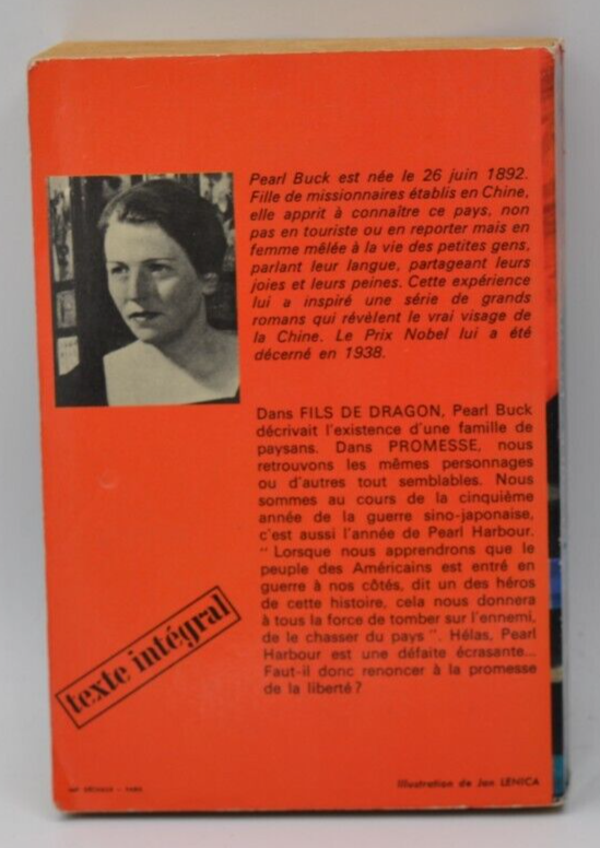 Pearl Buck est née le 26 juin 1892.
Fille de missionnaires établis en Chine,
elle apprit à connaître ce pays, non
pas en touriste ou en reporter mais en
femme mêlée à la vie des petites gens,
parlant leur langue, partageant leurs
joies et leurs peines. Cette expérience
lui a inspiré une série de grands
romans qui révèlent le vrai visage de
la Chine. Le Prix Nobel lui a été
décerné en 1938.
Dans FILS DE DRAGON, Pearl Buck
décrivait l'existence d'une famille de
paysans. Dans PROMESSE, nous
retrouvons les mêmes personnages
ou d'autres tout semblables. Nous
sommes au cours de la cinquième
année de la guerre sino-japonaise,
c'est aussi l'année de Pearl Harbour.
" Lorsque nous apprendrons que le
peuple des Américains est entré en
guerre à nos côtés, dit un des héros
de cette histoire, cela nous donnera
à tous la force de tomber sur l'ennemi,
de le chasser du pays ". Hélas, Pearl
Harbour est une défaite écrasante...
Faut-il donc renoncer à la promesse
de la liberté ?
texte intégral
Illustration de Jan LENICA